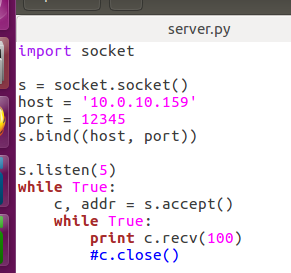 server.py
import socket
s = socket.socket()
host = '10.0.10.159'
port = 12345
s.bind((host, port))
s.listen(5)
while True:
    c, addr = s.accept()
    while True:
        print c.recv(100)
        #c.close()